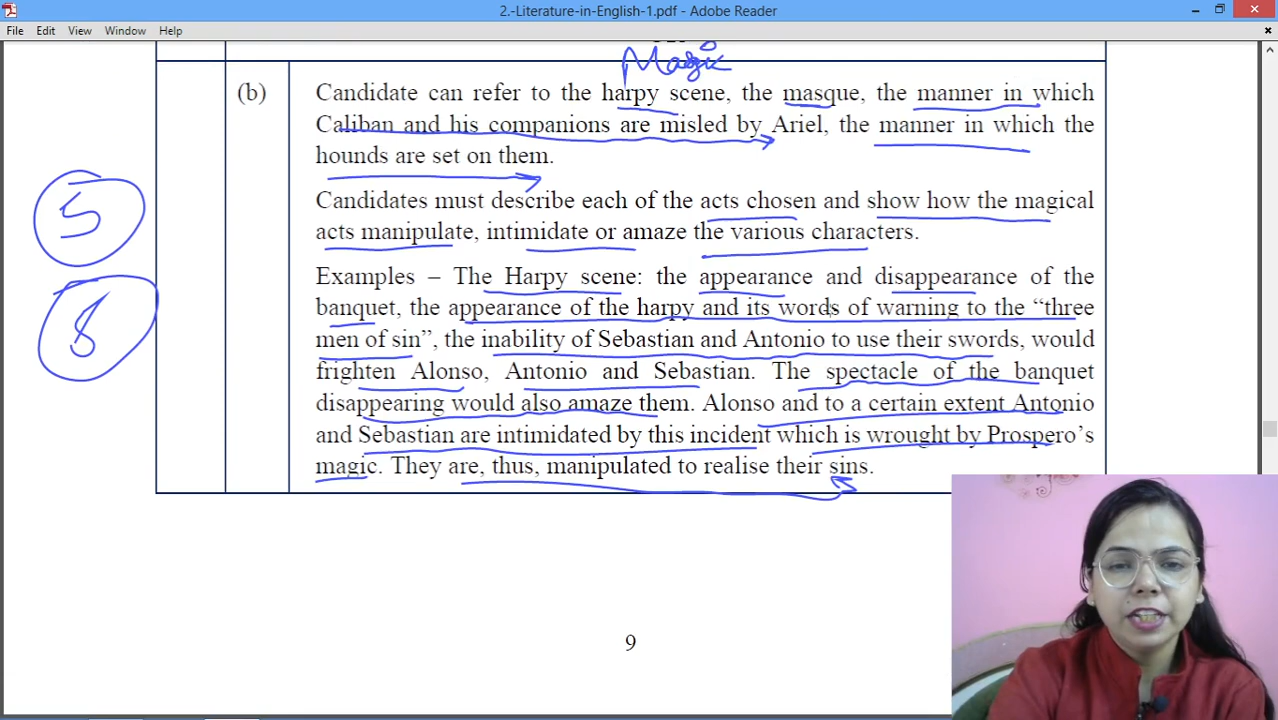 2.-Literature-in-English-1.pdf - Adobe Reader
File Edit View Window Help
Magic
(b)
Candidate can refer to the harpy scene, the masque, the manner in which
Caliban and his companions are misled by Ariel, the manner in which the
hounds are set on them.
Candidates must describe each of the acts chosen and show how the magical
acts manipulate, intimidate or amaze the various characters.
Examples – The Harpy scene: the appearance and disappearance of the
banquet, the appearance of the harpy and its words of warning to the “three
men of sin”, the inability of Sebastian and Antonio to use their swords, would
frighten Alonso, Antonio and Sebastian. The spectacle of the banquet
disappearing would also amaze them. Alonso and to a certain extent Antonio
and Sebastian are intimidated by this incident which is wrought by Prospero’s
magic. They are, thus, manipulated to realise their sins.
5
8
9